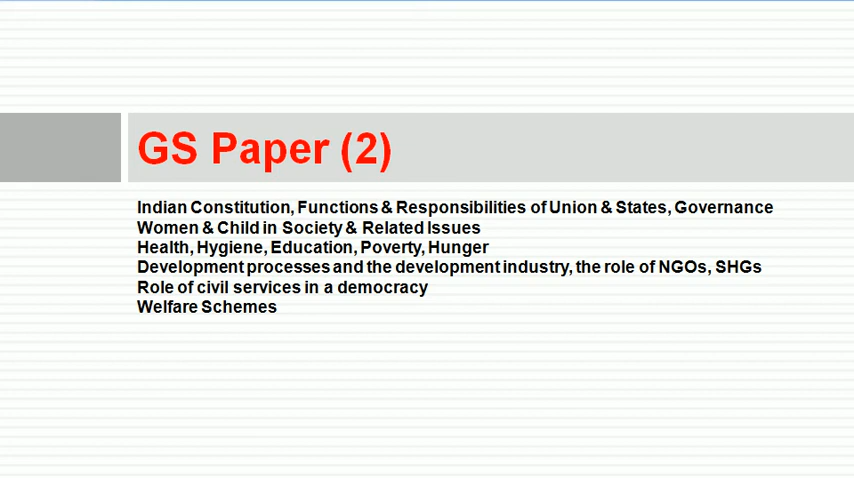 GS Paper (2)
Indian Constitution, Functions & Responsibilities of Union & States, Governance
Women & Child in Society & Related Issues
Health, Hygiene, Education, Poverty, Hunger
Development processes and the development industry, the role of NGOs, SHGs
Role of civil services in a democracy
Welfare Schemes